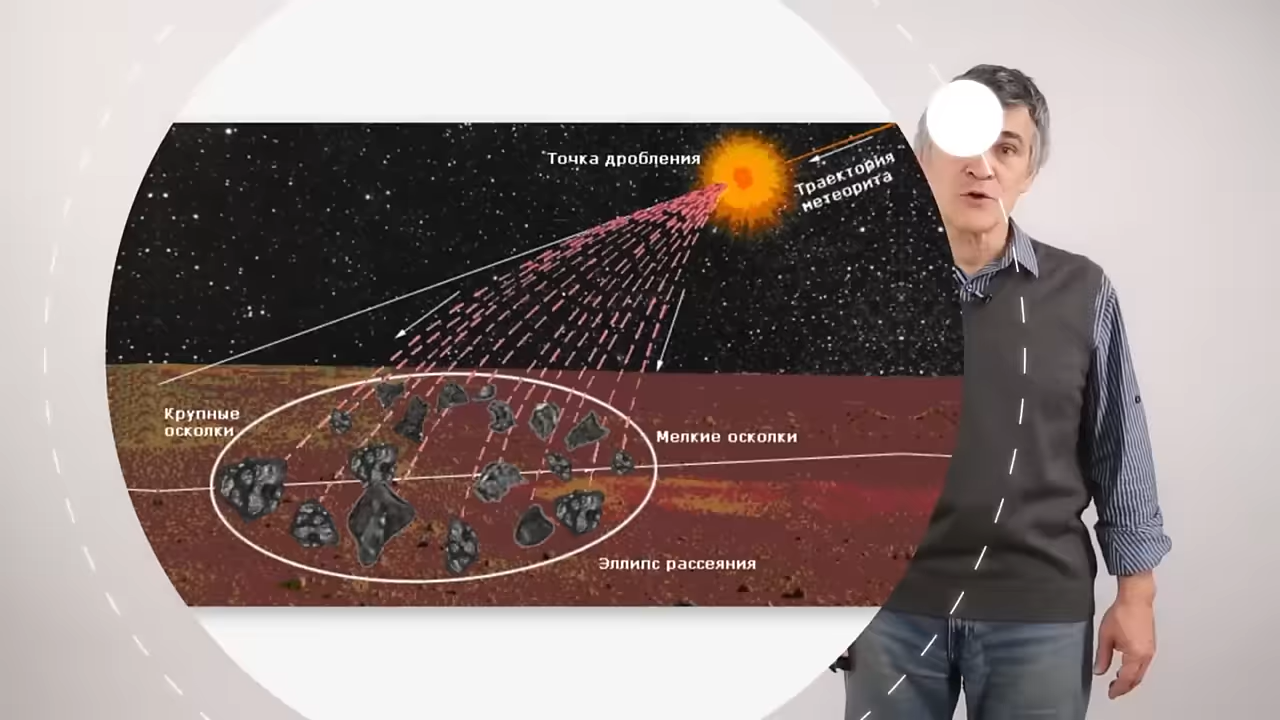 Точка дробления
Траектория
метеорита
Крупные
осколки
Мелкие осколки
Эллипс рассеяния